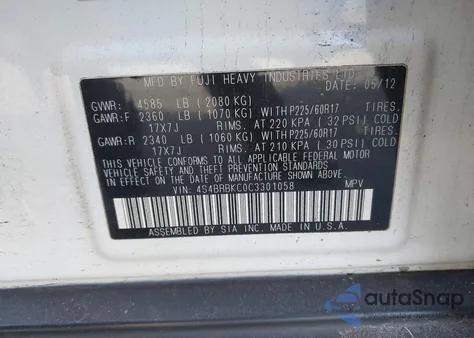 MFD BY FUJI HEAVY INDUSTRIES LTD.
DATE: 05/12
GVWR: 4585 LB (2080 KG)
GAWR:F 2360 LB (1070 KG) WITH P225/60R17 TIRES.
17X7J RIMS. AT 220 KPA (32 PSI) COLD
GAWR:R 2340 LB (1060 KG) WITH P225/60R17 TIRES.
17X7J RIMS. AT 210 KPA (30 PSI) COLD
THIS VEHICLE CONFORMS TO ALL APPLICABLE FEDERAL MOTOR
VEHICLE SAFETY AND THEFT PREVENTION STANDARDS IN EFFECT ON THE DATE OF
MANUFACTURE SHOWN ABOVE.
VIN: 4S4BRBKC0C3301058 MPV
ASSEMBLED BY SIA INC. MADE IN U.S.A.
autoSnap